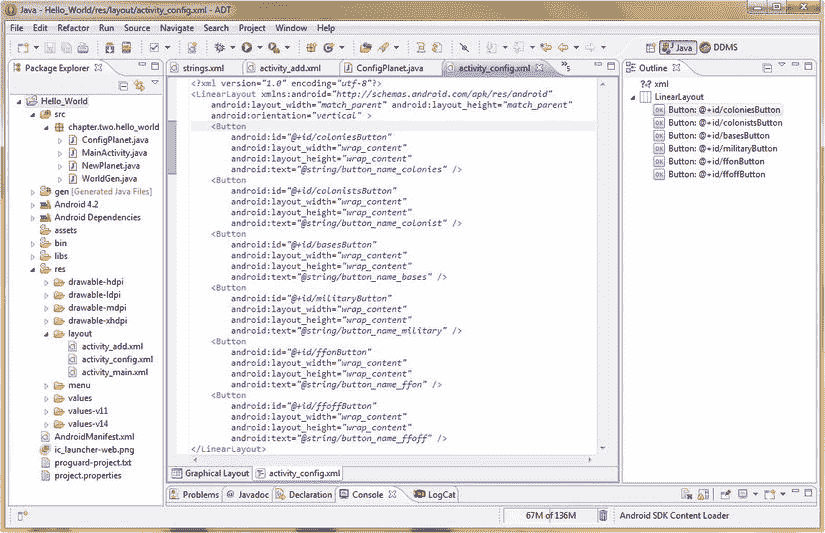 Java - Hello_World/res/layout/activity_config.xml - ADT
File Edit Refactor Run Source Navigate Search Project Window Help
Java DDMS
Package Explorer
Hello_World
src
chapter.two.hello_world
ConfigPlanet.java
MainActivity.java
NewPlanet.java
WorldGen.java
gen [Generated Java Files]
Android 4.2
Android Dependencies
assets
bin
libs
res
drawable-hdpi
drawable-ldpi
drawable-mdpi
drawable-xhdpi
layout
activity_add.xml
activity_config.xml
activity_main.xml
menu
values
values-v11
values-v14
AndroidManifest.xml
ic_launcher-web.png
proguard-project.txt
project.properties
strings.xml activity_add.xml ConfigPlanet.java activity_config.xml »5
<?xml version="1.0" encoding="utf-8"?>
<LinearLayout xmlns:android="http://schemas.android.com/apk/res/android"
android:layout_width="match_parent" android:layout_height="match_parent"
android:orientation="vertical" >
<Button
android:id="@+id/coloniesButton"
android:layout_width="wrap_content"
android:layout_height="wrap_content"
android:text="@string/button_name_colonies" />
<Button
android:id="@+id/colonistsButton"
android:layout_width="wrap_content"
android:layout_height="wrap_content"
android:text="@string/button_name_colonist" />
<Button
android:id="@+id/basesButton"
android:layout_width="wrap_content"
android:layout_height="wrap_content"
android:text="@string/button_name_bases" />
<Button
android:id="@+id/militaryButton"
android:layout_width="wrap_content"
android:layout_height="wrap_content"
android:text="@string/button_name_military" />
<Button
android:id="@+id/ffonButton"
android:layout_width="wrap_content"
android:layout_height="wrap_content"
android:text="@string/button_name_ffon" />
<Button
android:id="@+id/ffoffButton"
android:layout_width="wrap_content"
android:layout_height="wrap_content"
android:text="@string/button_name_ffoff" />
</LinearLayout>
Graphical Layout activity_config.xml
Outline
?=? xml
LinearLayout
Button: @+id/coloniesButton
Button: @+id/colonistsButton
Button: @+id/basesButton
Button: @+id/militaryButton
Button: @+id/ffonButton
Button: @+id/ffoffButton
Problems @ Javadoc Declaration Console LogCat
67M of 136M Android SDK Content Loader